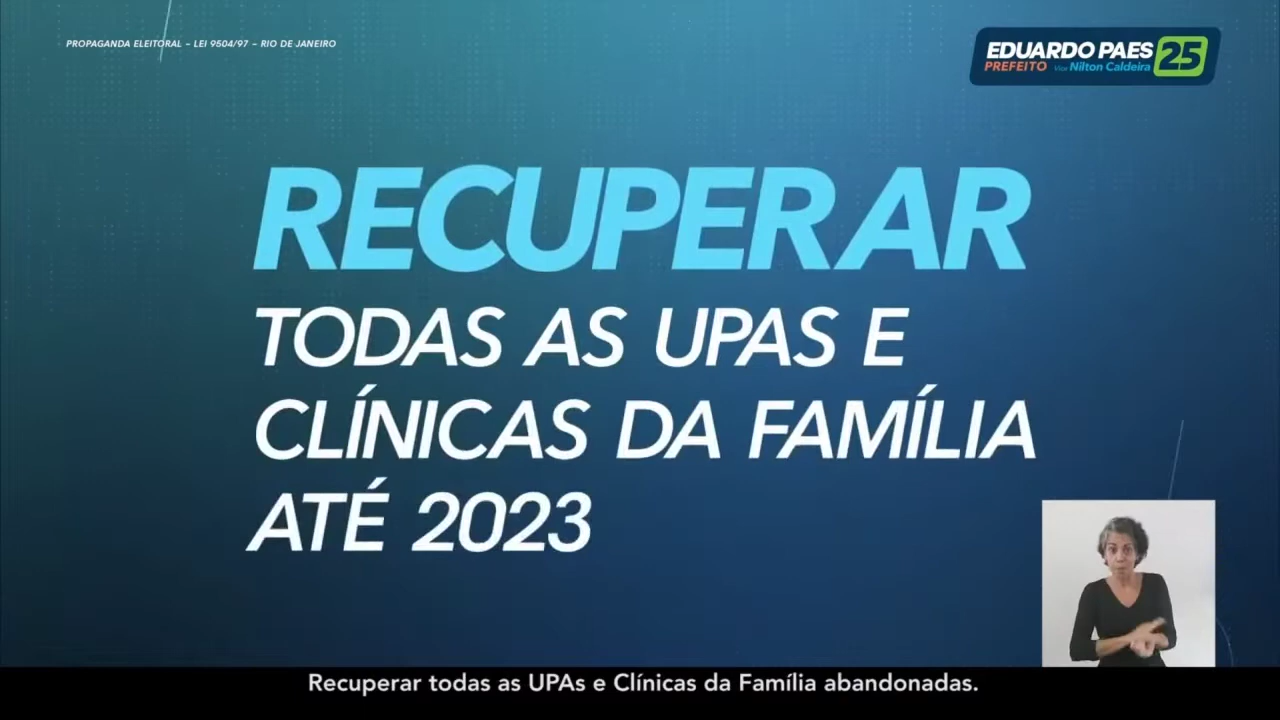 PROPAGANDA ELEITORAL – LEI 9504/97 – RIO DE JANEIRO
EDUARDO PAES 25
PREFEITO Vice Nilton Caldeira
RECUPERAR
TODAS AS UPAS E
CLÍNICAS DA FAMÍLIA
ATÉ 2023
Recuperar todas as UPAs e Clínicas da Família abandonadas.